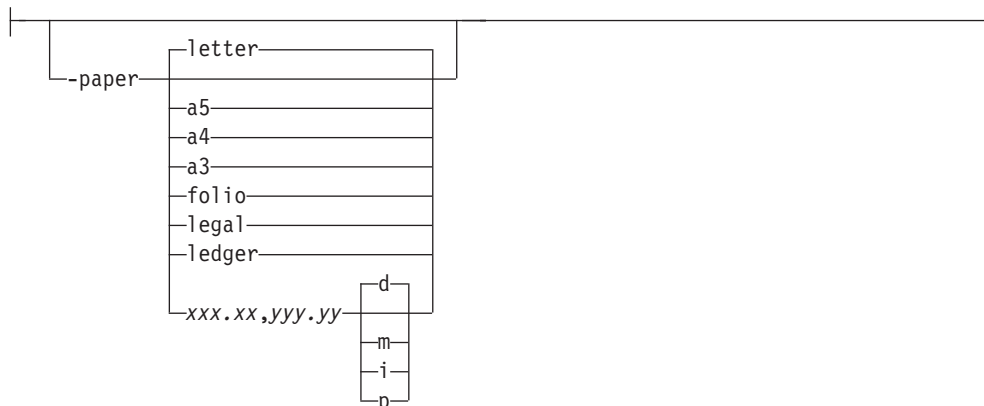 letter
-paper
a5
a4
a3
folio
legal
ledger
d
xxx.xx,yyy.yy
m
i
p